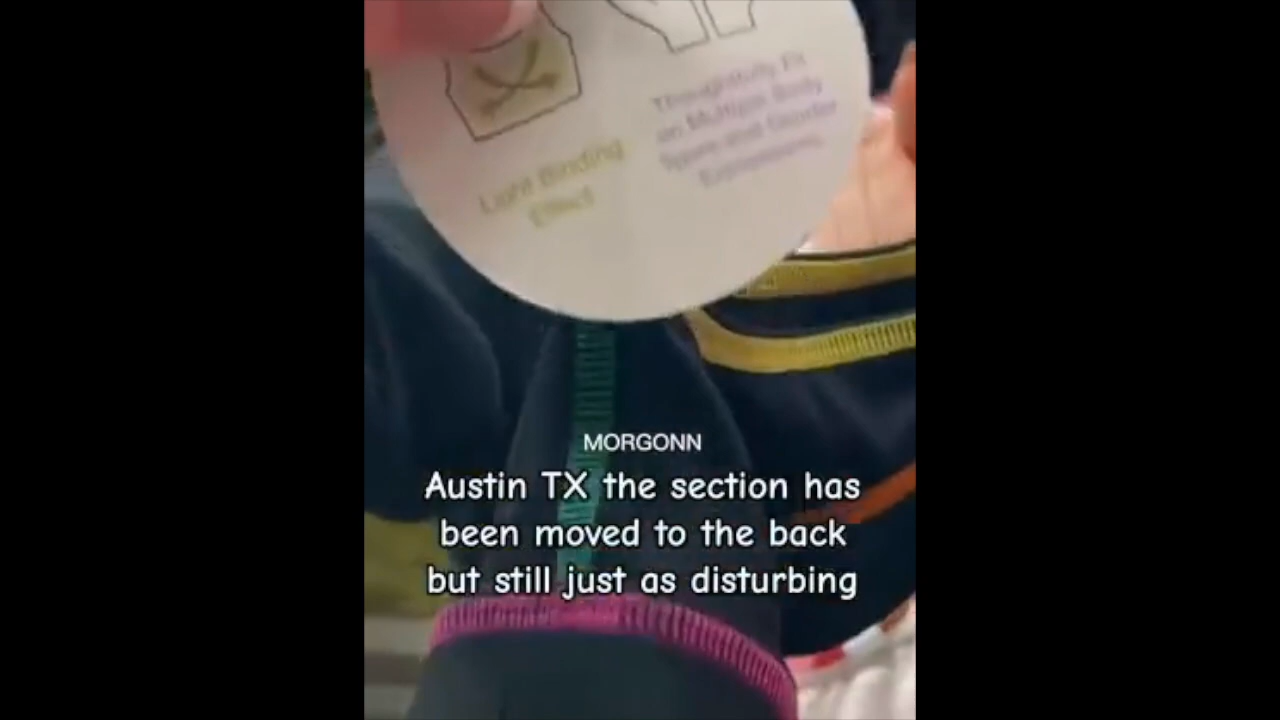 Light Binding
Effect
Thoughtfully Fit
on Multiple Body
Types and Gender
Expressions
MORGONN
Austin TX the section has
been moved to the back
but still just as disturbing